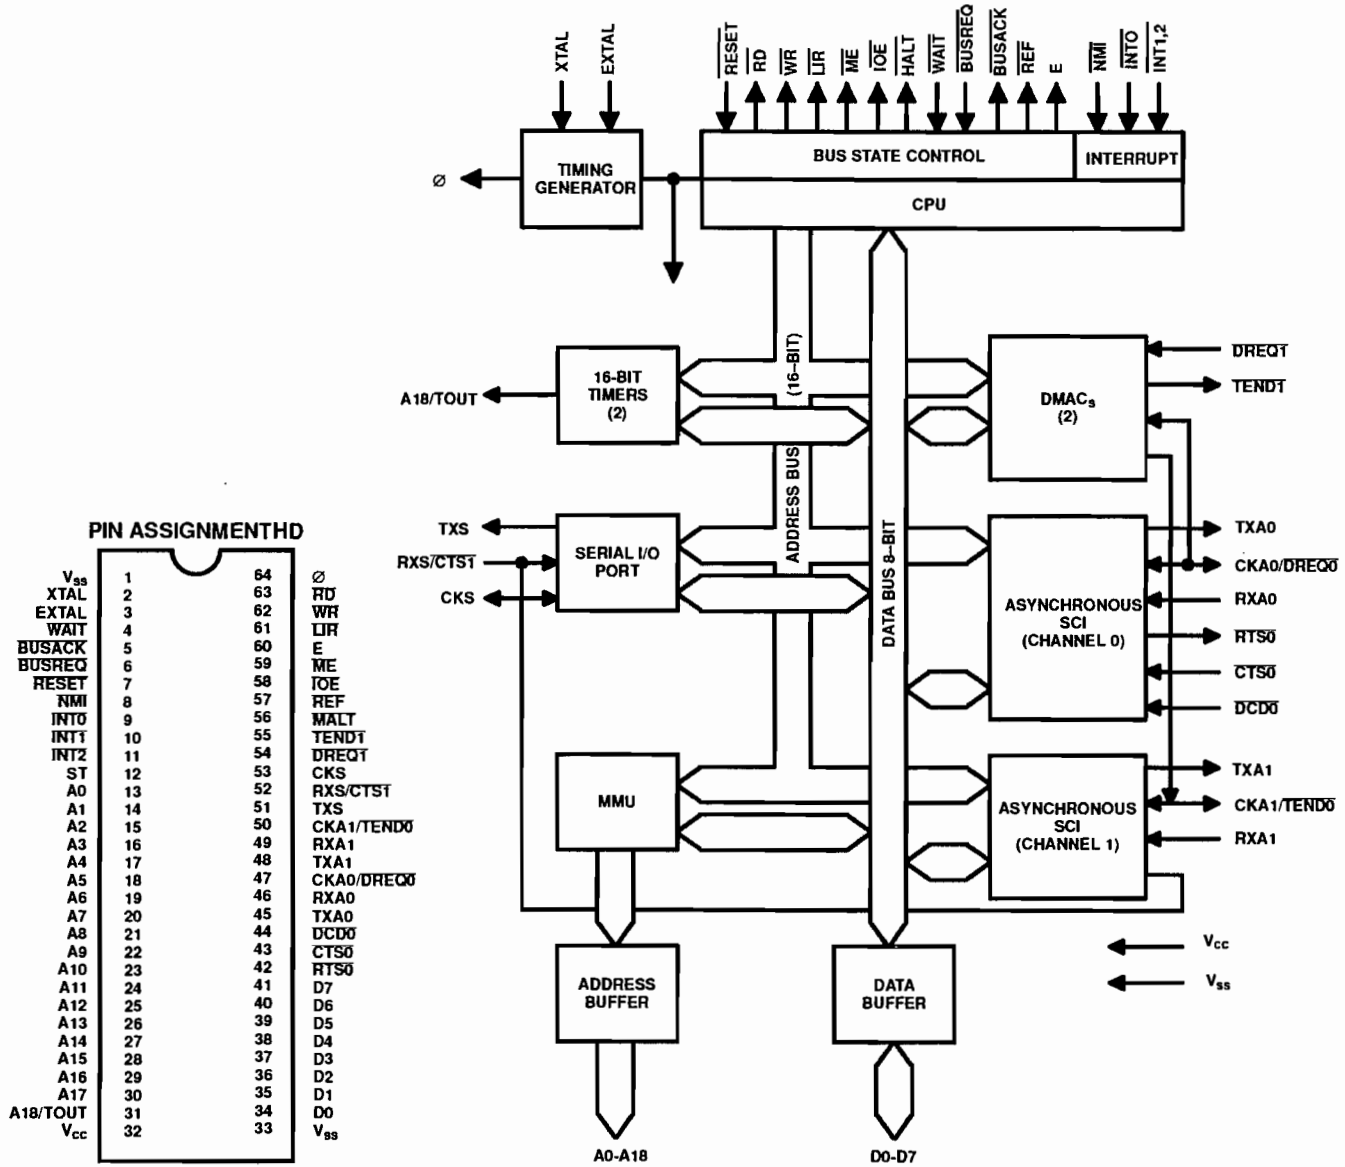 XTAL
EXTAL
RESET
RD
WR
LIR
ME
IOE
HALT
WAIT
BUSREQ
BUSACK
REF
E
NMI
INTO
INT1,2
TIMING
GENERATOR
Ø
BUS STATE CONTROL
INTERRUPT
CPU
16-BIT
TIMERS
(2)
A18/TOUT
ADDRESS BUS (16–BIT)
DATA BUS 8–BIT
DMACs
(2)
DREQ1
TEND1
TXS
RXS/CTS1
CKS
SERIAL I/O
PORT
ASYNCHRONOUS
SCI
(CHANNEL 0)
TXA0
CKA0/DREQ0
RXA0
RTS0
CTS0
DCD0
MMU
ASYNCHRONOUS
SCI
(CHANNEL 1)
TXA1
CKA1/TEND0
RXA1
VCC
VSS
ADDRESS
BUFFER
DATA
BUFFER
A0-A18
D0-D7
PIN ASSIGNMENTHD
VSS 1 64 Ø
XTAL 2 63 RD
EXTAL 3 62 WR
WAIT 4 61 LIR
BUSACK 5 60 E
BUSREQ 6 59 ME
RESET 7 58 IOE
NMI 8 57 REF
INT0 9 56 MALT
INT1 10 55 TEND1
INT2 11 54 DREQ1
ST 12 53 CKS
A0 13 52 RXS/CTS1
A1 14 51 TXS
A2 15 50 CKA1/TEND0
A3 16 49 RXA1
A4 17 48 TXA1
A5 18 47 CKA0/DREQ0
A6 19 46 RXA0
A7 20 45 TXA0
A8 21 44 DCD0
A9 22 43 CTS0
A10 23 42 RTS0
A11 24 41 D7
A12 25 40 D6
A13 26 39 D5
A14 27 38 D4
A15 28 37 D3
A16 29 36 D2
A17 30 35 D1
A18/TOUT 31 34 D0
VCC 32 33 VSS